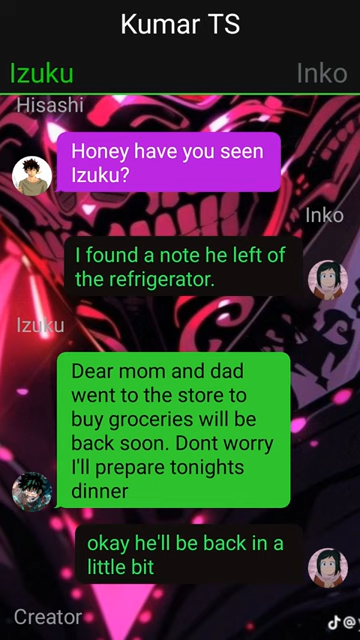 Kumar TS
Izuku
Inko
Hisashi
Honey have you seen
Izuku?
Inko
I found a note he left of
the refrigerator.
Izuku
Dear mom and dad
went to the store to
buy groceries will be
back soon. Dont worry
I'll prepare tonights
dinner
okay he'll be back in a
little bit
Creator
@